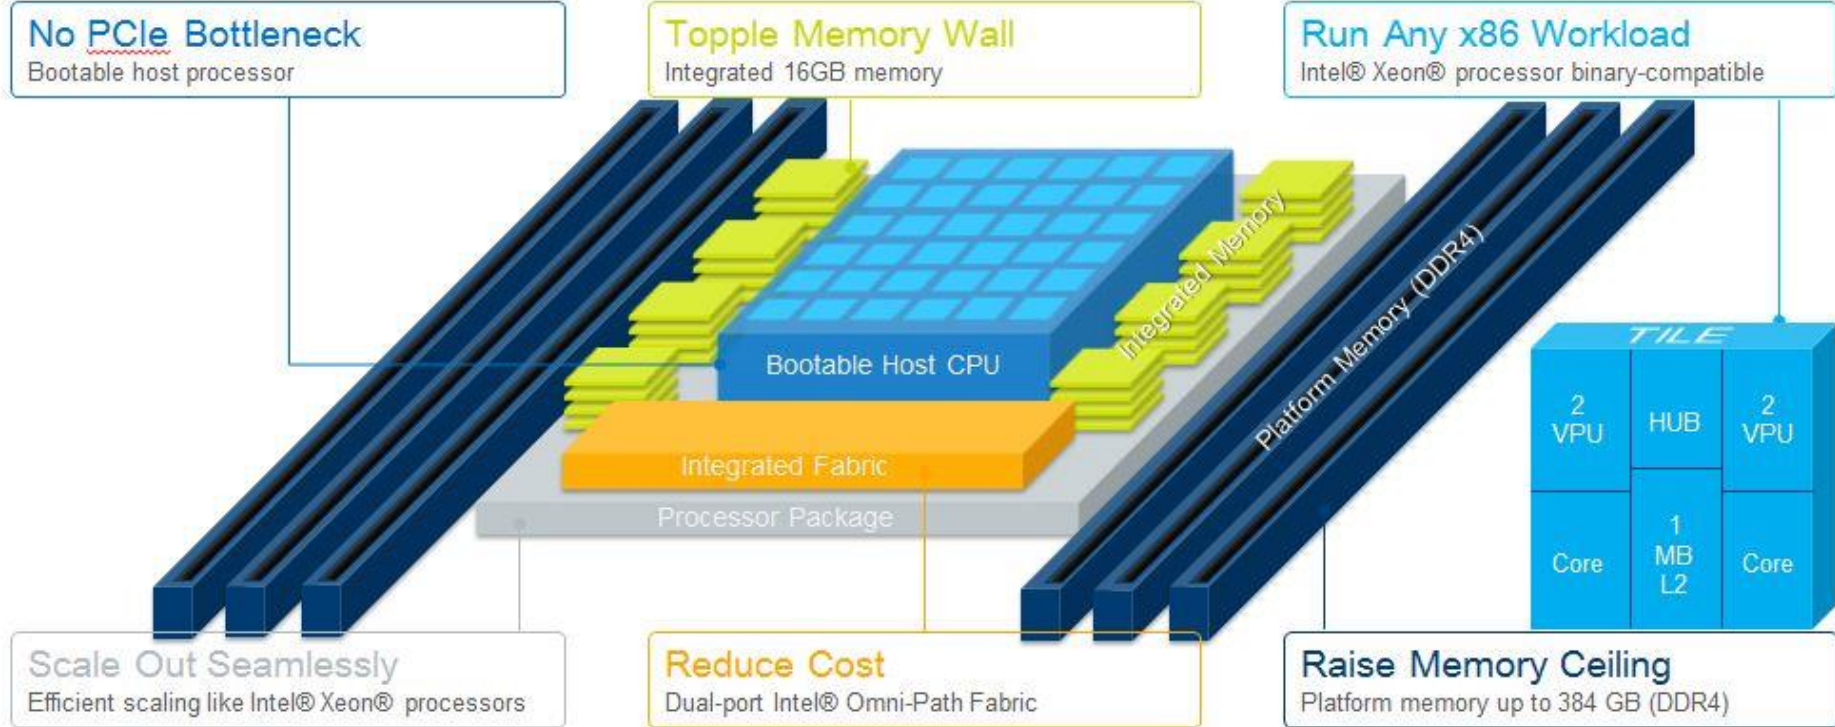 No PCIe Bottleneck
Bootable host processor
Topple Memory Wall
Integrated 16GB memory
Run Any x86 Workload
Intel® Xeon® processor binary-compatible
Integrated Memory
Platform Memory (DDR4)
Bootable Host CPU
Integrated Fabric
Processor Package
TILE
2
VPU
HUB
2
VPU
Core
1
MB
L2
Core
Scale Out Seamlessly
Efficient scaling like Intel® Xeon® processors
Reduce Cost
Dual-port Intel® Omni-Path Fabric
Raise Memory Ceiling
Platform memory up to 384 GB (DDR4)